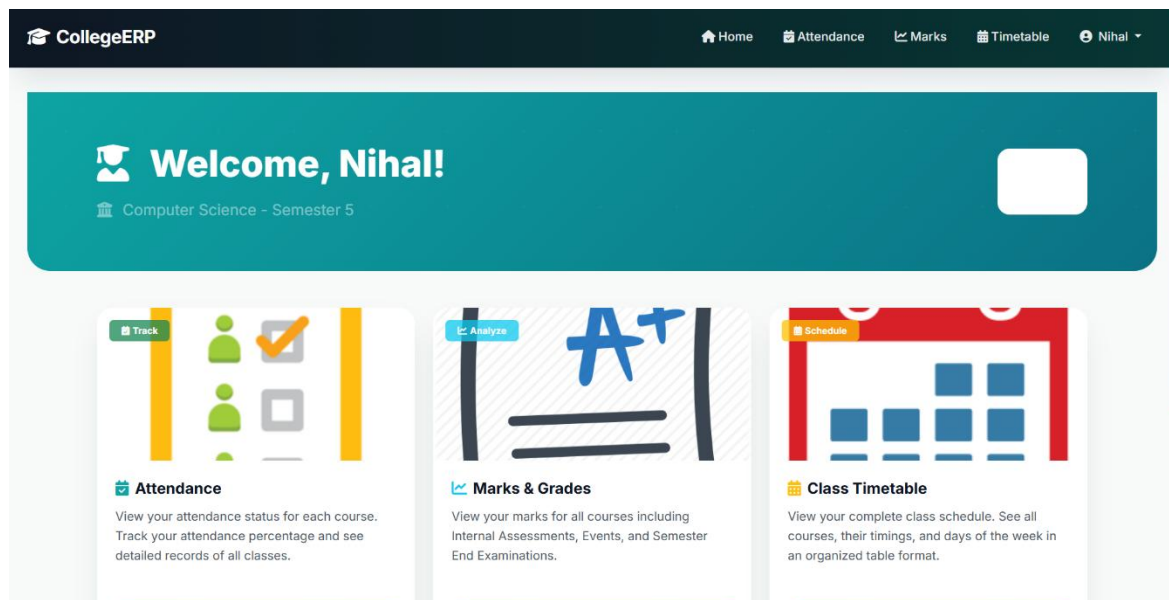 CollegeERP
Home Attendance Marks Timetable Nihal
Welcome, Nihal!
Computer Science - Semester 5
Track
Analyze
A+
Schedule
Attendance
View your attendance status for each course.
Track your attendance percentage and see
detailed records of all classes.
Marks & Grades
View your marks for all courses including
Internal Assessments, Events, and Semester
End Examinations.
Class Timetable
View your complete class schedule. See all
courses, their timings, and days of the week in
an organized table format.